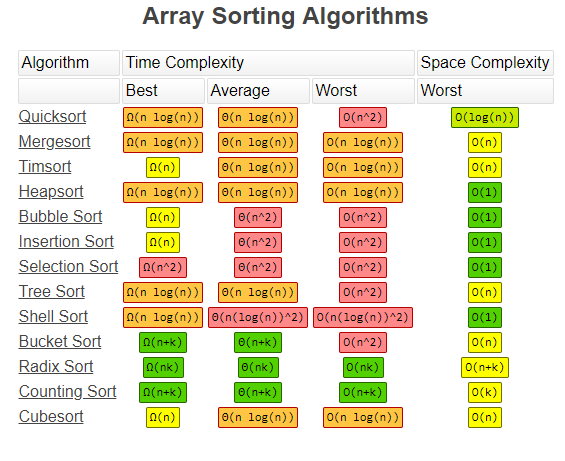 Array Sorting Algorithms
Algorithm Time Complexity Space Complexity
Best Average Worst Worst
Quicksort Ω(n log(n)) Θ(n log(n)) O(n^2) O(log(n))
Mergesort Ω(n log(n)) Θ(n log(n)) O(n log(n)) O(n)
Timsort Ω(n) Θ(n log(n)) O(n log(n)) O(n)
Heapsort Ω(n log(n)) Θ(n log(n)) O(n log(n)) O(1)
Bubble Sort Ω(n) Θ(n^2) O(n^2) O(1)
Insertion Sort Ω(n) Θ(n^2) O(n^2) O(1)
Selection Sort Ω(n^2) Θ(n^2) O(n^2) O(1)
Tree Sort Ω(n log(n)) Θ(n log(n)) O(n^2) O(n)
Shell Sort Ω(n log(n)) Θ(n(log(n))^2) O(n(log(n))^2) O(1)
Bucket Sort Ω(n+k) Θ(n+k) O(n^2) O(n)
Radix Sort Ω(nk) Θ(nk) O(nk) O(n+k)
Counting Sort Ω(n+k) Θ(n+k) O(n+k) O(k)
Cubesort Ω(n) Θ(n log(n)) O(n log(n)) O(n)